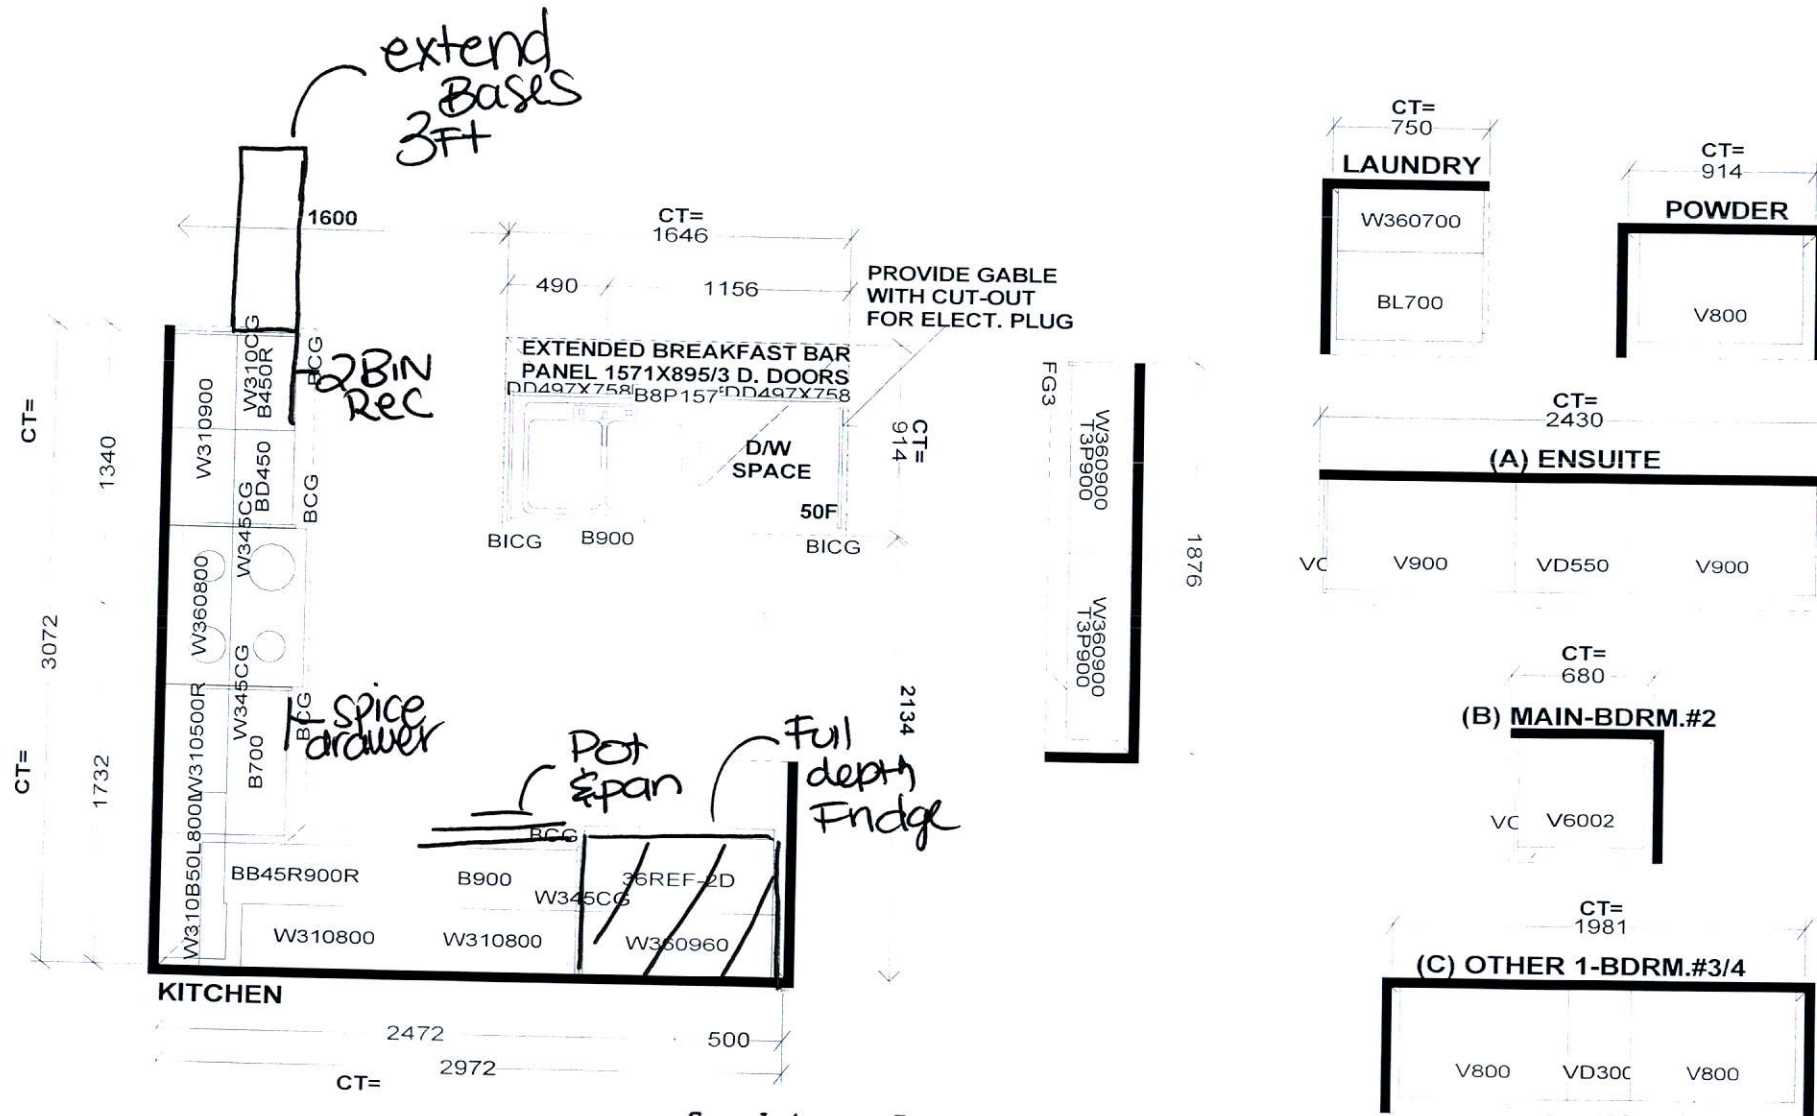 extend
Bases
3Ft
1600
CT=
1646
490
1156
PROVIDE GABLE
WITH CUT-OUT
FOR ELECT. PLUG
EXTENDED BREAKFAST BAR
PANEL 1571X895/3 D. DOORS
DD497X758
B8P157
DD497X758
D/W
SPACE
50F
BICG
B900
BICG
CT=
914
2134
CT=
1340
3072
CT=
1732
W310900
W310CG
B450R
BCG
2 BIN
Rec
BD450
W345CG
BCG
W360800
W345CG
BCG
spice
drawer
W310500R
B700
Pot
& pan
Full
depth
Fridge
BCG
BB45R900R
B900
W345CG
36REF-2D
W310800
W310800
W360960
KITCHEN
2472
500
2972
CT=
FG3
W360900
T3P900
W360900
T3P900
1876
CT=
750
LAUNDRY
W360700
BL700
CT=
914
POWDER
V800
CT=
2430
(A) ENSUITE
V900
VD550
V900
CT=
680
(B) MAIN-BDRM.#2
V6002
CT=
1981
(C) OTHER 1-BDRM.#3/4
V800
VD300
V800